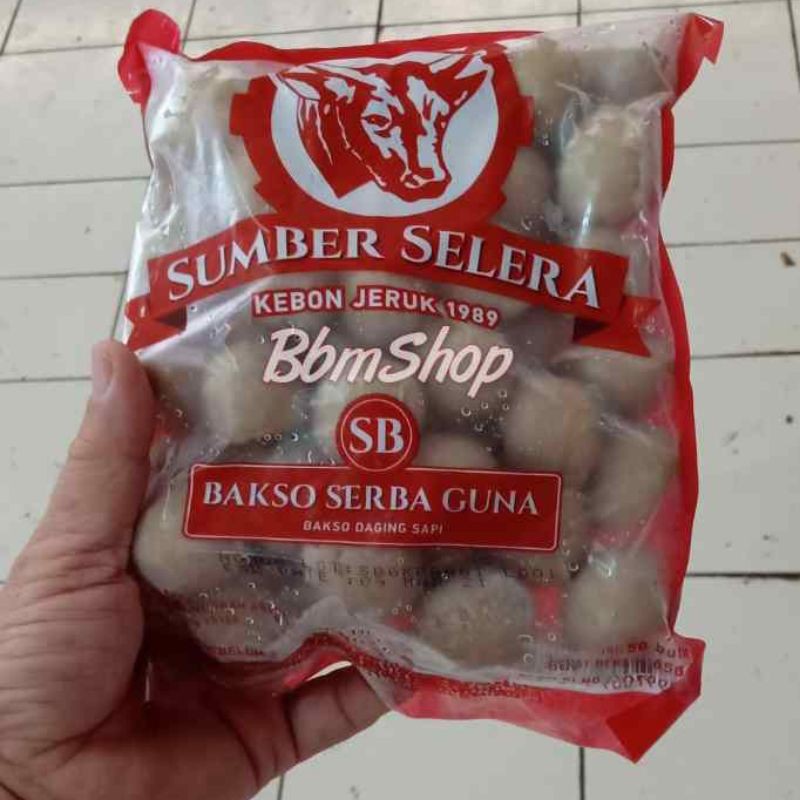 SUMBER SELERA
KEBON JERUK 1989
BbmShop
SB
BAKSO SERBA GUNA
BAKSO DAGING SAPI